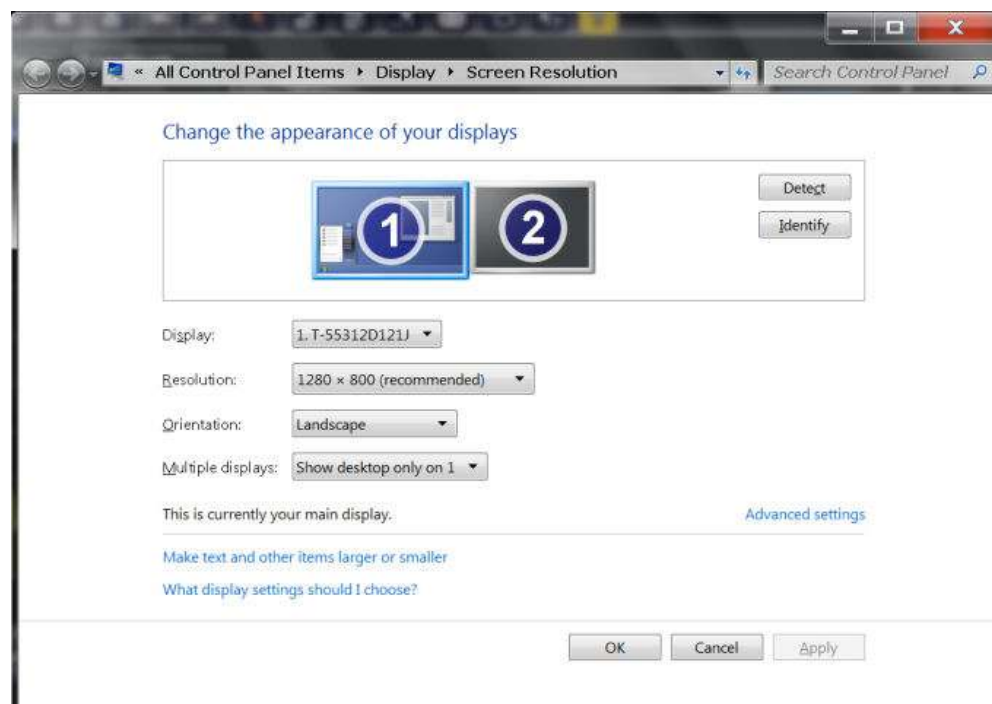 « All Control Panel Items ▸ Display ▸ Screen Resolution
Search Control Panel
Change the appearance of your displays
1
2
Detect
Identify
Display: 1. T-55312D121J
Resolution: 1280 × 800 (recommended)
Orientation: Landscape
Multiple displays: Show desktop only on 1
This is currently your main display. Advanced settings
Make text and other items larger or smaller
What display settings should I choose?
OK Cancel Apply